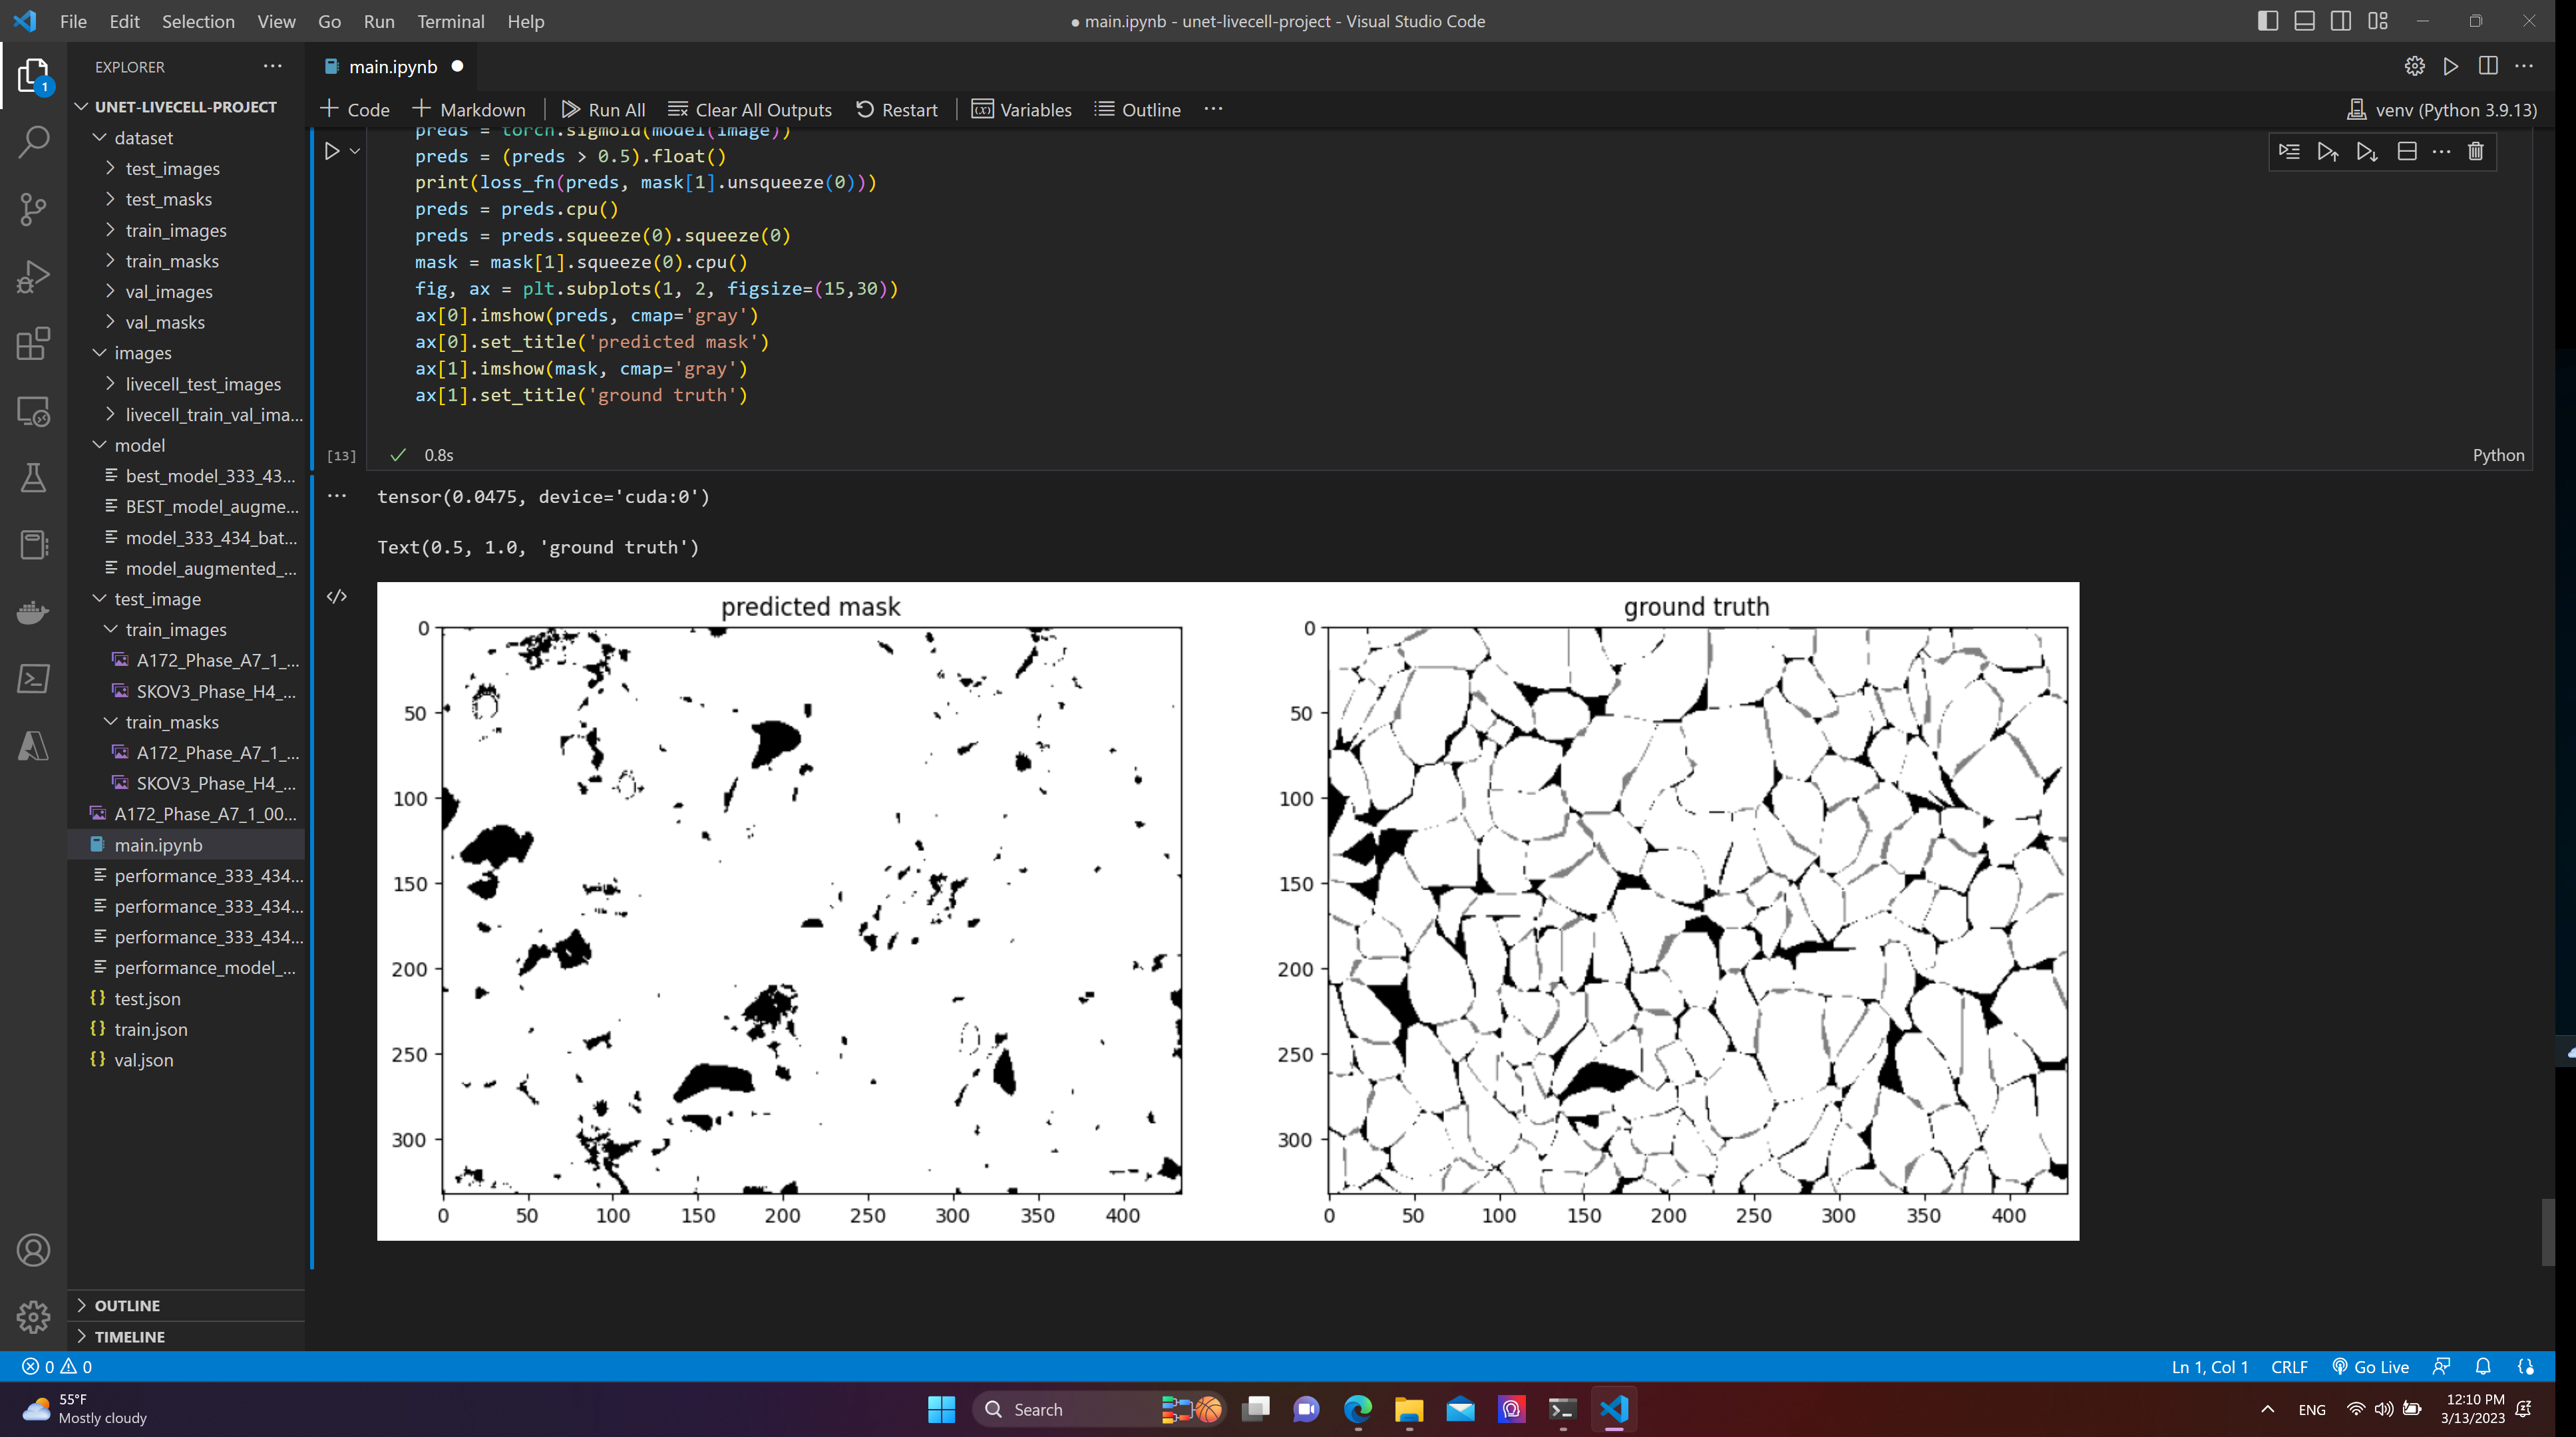 File Edit Selection View Go Run Terminal Help
● main.ipynb - unet-livecell-project - Visual Studio Code
EXPLORER
main.ipynb
1
UNET-LIVECELL-PROJECT
dataset
test_images
test_masks
train_images
train_masks
val_images
val_masks
images
livecell_test_images
livecell_train_val_ima...
model
best_model_333_43...
BEST_model_augme...
model_333_434_bat...
model_augmented_...
test_image
train_images
A172_Phase_A7_1_...
SKOV3_Phase_H4_...
train_masks
A172_Phase_A7_1_...
SKOV3_Phase_H4_...
A172_Phase_A7_1_00...
main.ipynb
performance_333_434...
performance_333_434...
performance_333_434...
performance_model_...
test.json
train.json
val.json
OUTLINE
TIMELINE
Code Markdown Run All Clear All Outputs Restart Variables Outline ...
venv (Python 3.9.13)
preds = torch.sigmoid(model(image))
preds = (preds > 0.5).float()
print(loss_fn(preds, mask[1].unsqueeze(0)))
preds = preds.cpu()
preds = preds.squeeze(0).squeeze(0)
mask = mask[1].squeeze(0).cpu()
fig, ax = plt.subplots(1, 2, figsize=(15,30))
ax[0].imshow(preds, cmap='gray')
ax[0].set_title('predicted mask')
ax[1].imshow(mask, cmap='gray')
ax[1].set_title('ground truth')
[13] 0.8s
Python
tensor(0.0475, device='cuda:0')
Text(0.5, 1.0, 'ground truth')
predicted mask
0
50
100
150
200
250
300
0 50 100 150 200 250 300 350 400
ground truth
0
50
100
150
200
250
300
0 50 100 150 200 250 300 350 400
0 0
Ln 1, Col 1 CRLF Go Live
55°F
Mostly cloudy
Search
ENG
12:10 PM
3/13/2023